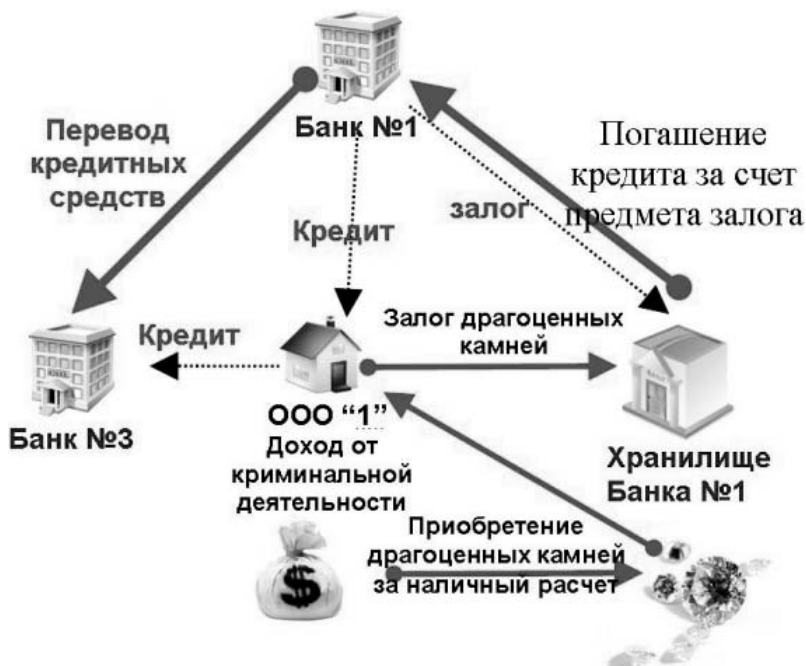 Банк №1
Перевод
кредитных
средств
Погашение
кредита за счет
предмета залога
залог
Кредит
Кредит
Залог драгоценных
камней
Банк №3
ООО “1”
Доход от
криминальной
деятельности
Хранилище
Банка №1
Приобретение
драгоценных камней
за наличный расчет
$